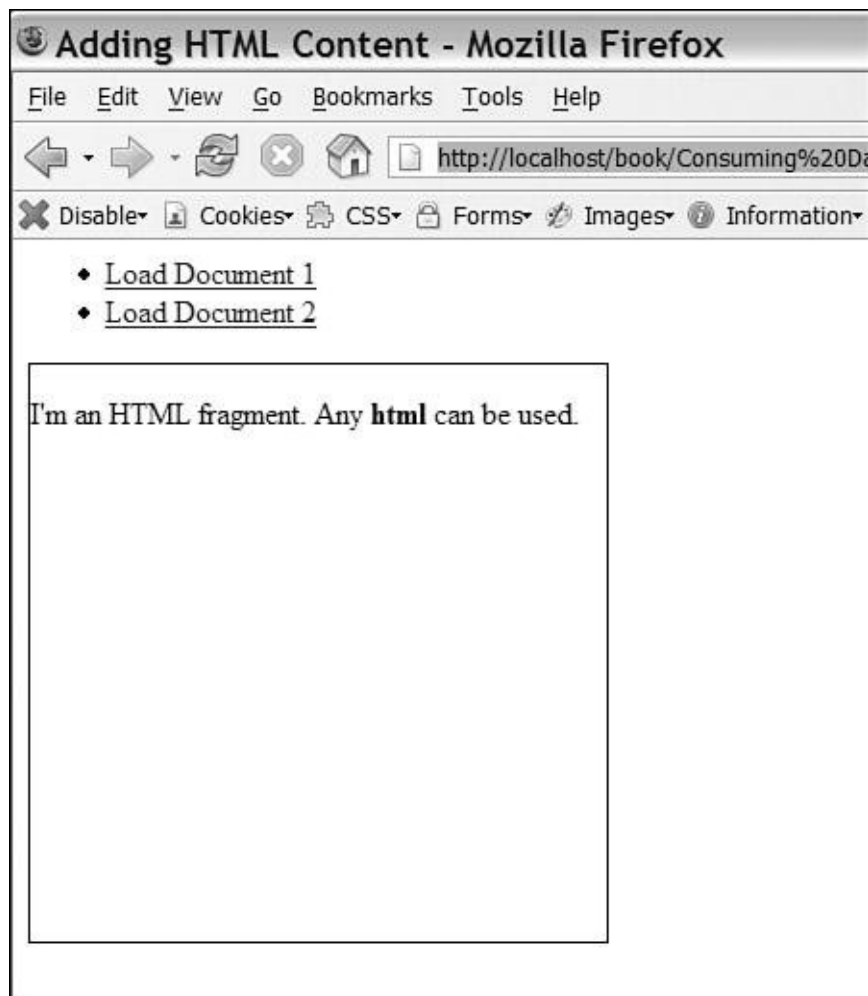 Adding HTML Content - Mozilla Firefox
File Edit View Go Bookmarks Tools Help
http://localhost/book/Consuming%20Da
Disable Cookies CSS Forms Images Information
Load Document 1
Load Document 2
I'm an HTML fragment. Any html can be used.